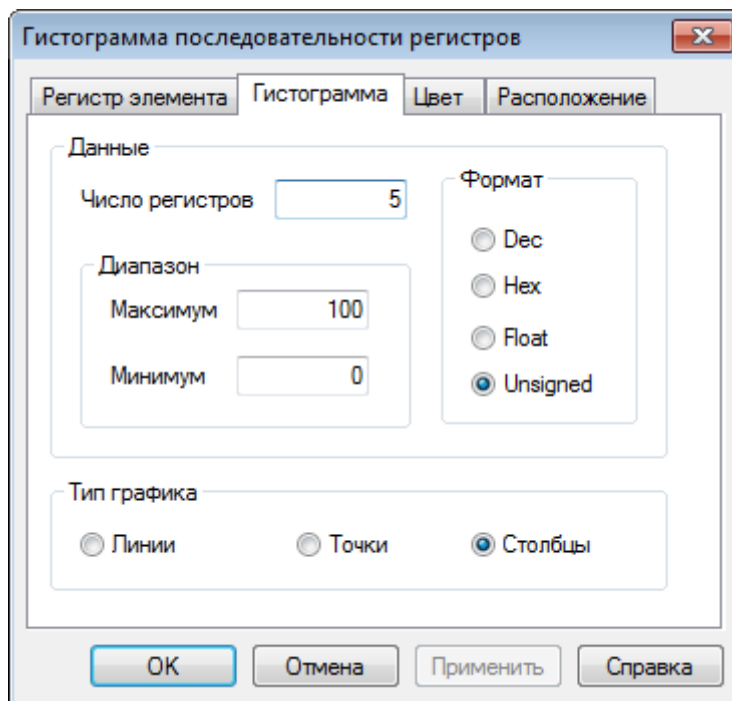 Гистограмма последовательности регистров
Регистр элемента Гистограмма Цвет Расположение
Данные
Число регистров 5
Диапазон
Максимум 100
Минимум 0
Формат
Dec
Hex
Float
Unsigned
Тип графика
Линии Точки Столбцы
OK Отмена Применить Справка